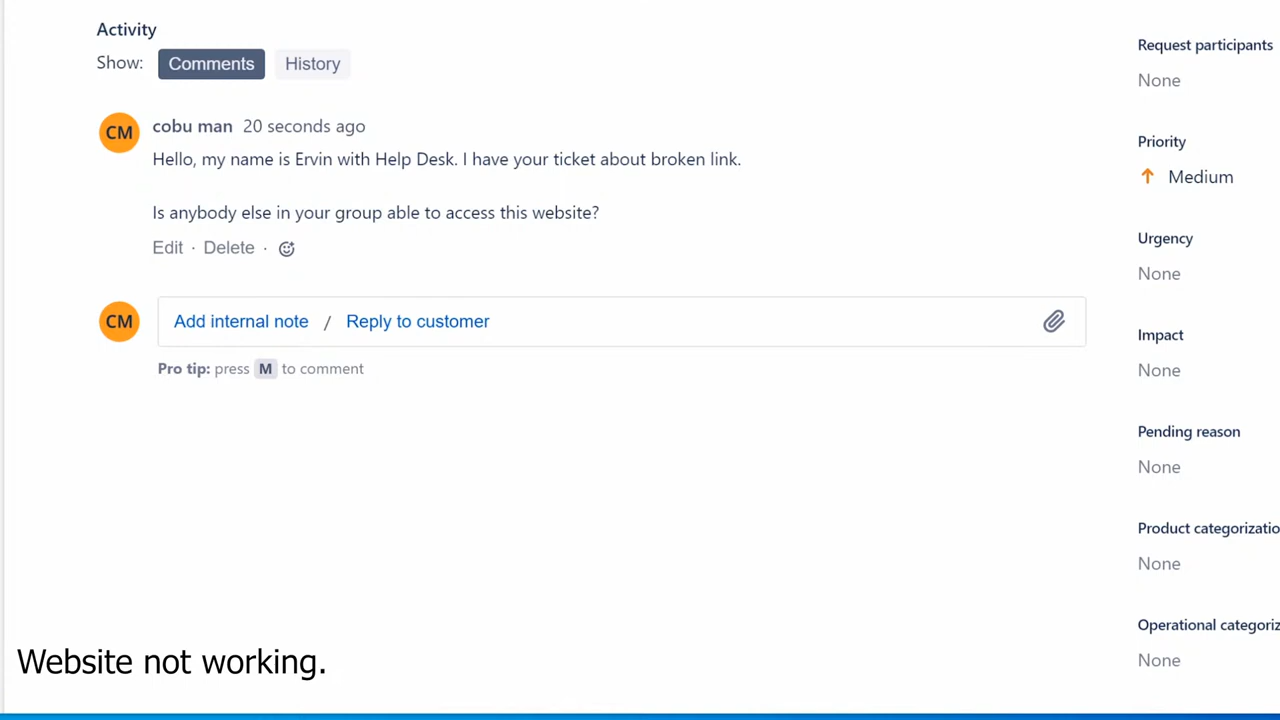 Activity
Show: Comments History
CM cobu man 20 seconds ago
Hello, my name is Ervin with Help Desk. I have your ticket about broken link.
Is anybody else in your group able to access this website?
Edit · Delete ·
CM Add internal note / Reply to customer
Pro tip: press M to comment
Request participants
None
Priority
Medium
Urgency
None
Impact
None
Pending reason
None
Product categorizatio
None
Operational categoriz
None
Website not working.